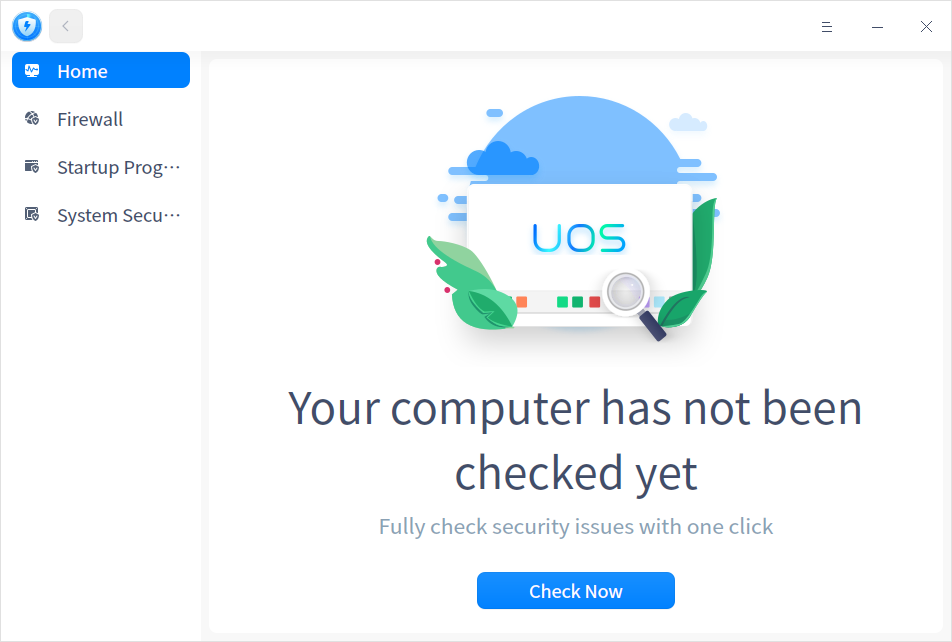 Home
Firewall
Startup Prog···
System Secu···
UOS
Your computer has not been
checked yet
Fully check security issues with one click
Check Now